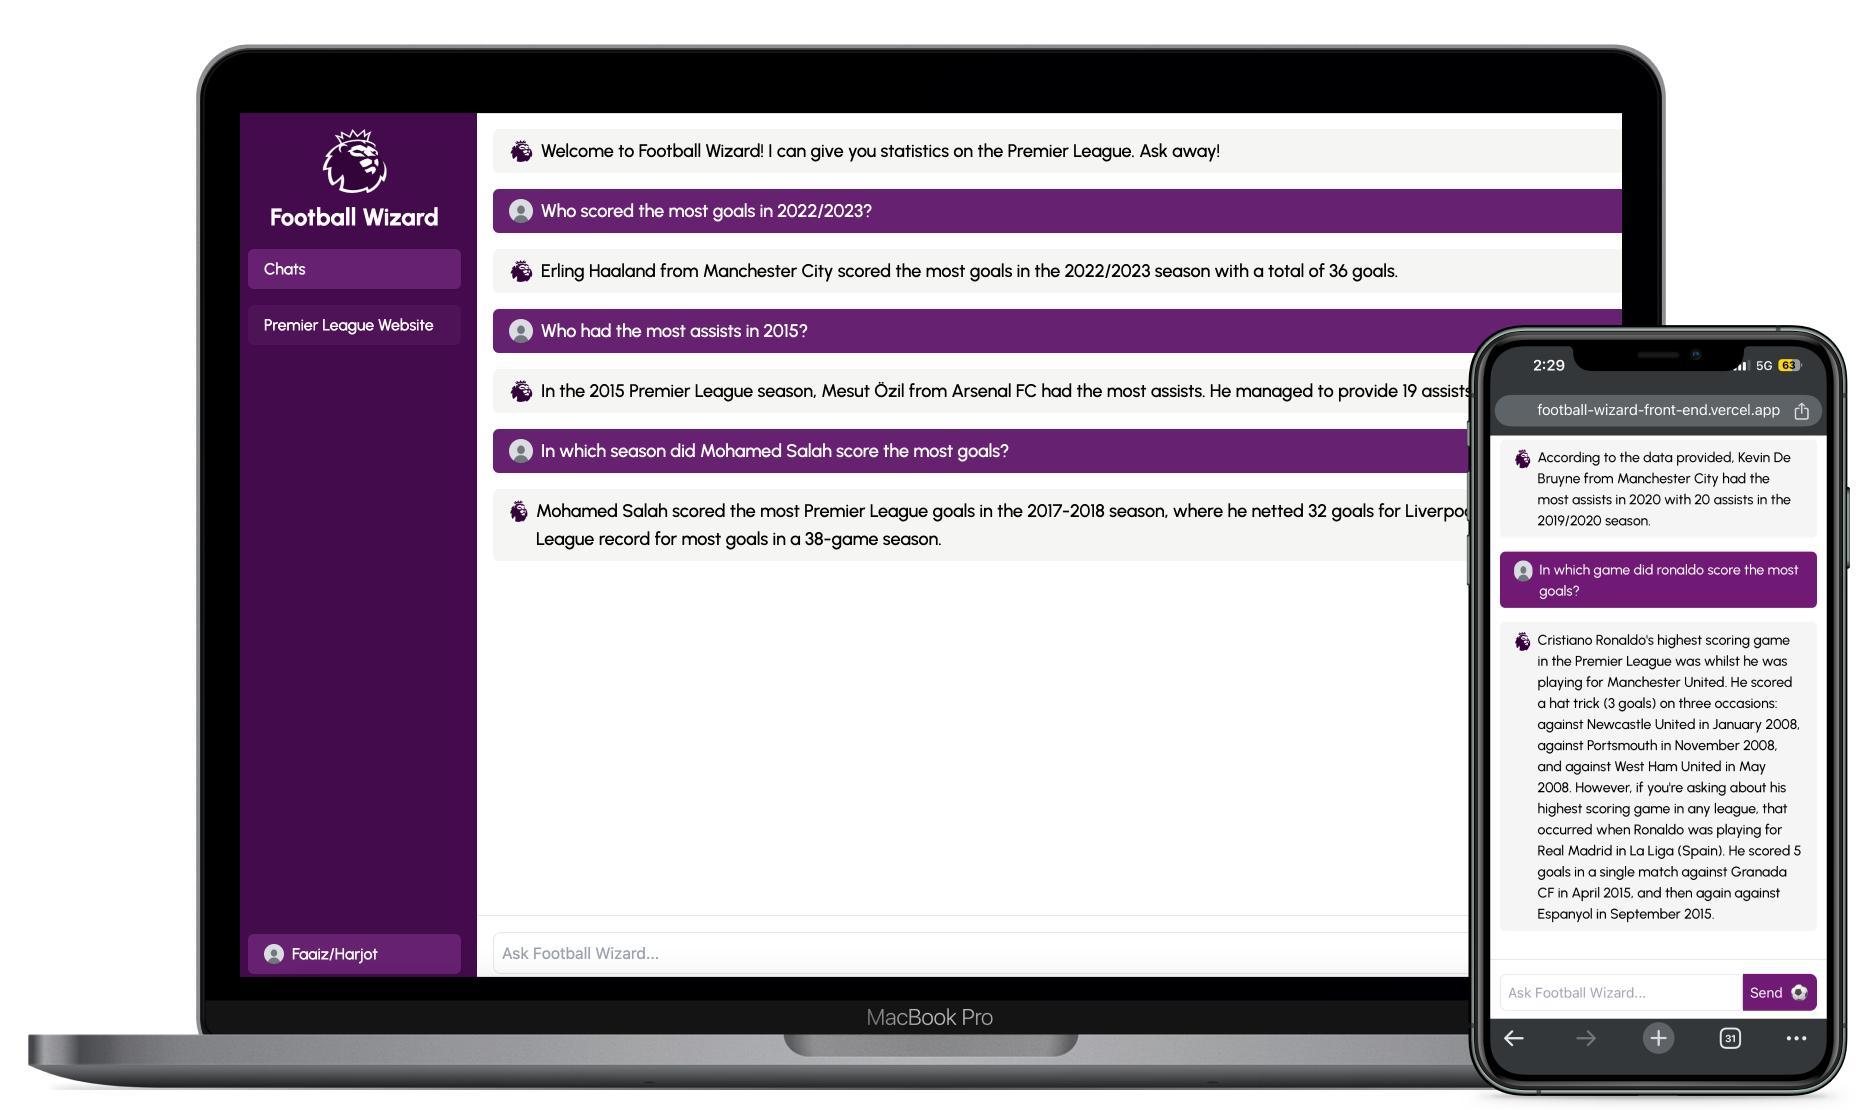 Football Wizard
Chats
Premier League Website
Faaiz/Harjot
Welcome to Football Wizard! I can give you statistics on the Premier League. Ask away!
Who scored the most goals in 2022/2023?
Erling Haaland from Manchester City scored the most goals in the 2022/2023 season with a total of 36 goals.
Who had the most assists in 2015?
In the 2015 Premier League season, Mesut Özil from Arsenal FC had the most assists. He managed to provide 19 assists
In which season did Mohamed Salah score the most goals?
Mohamed Salah scored the most Premier League goals in the 2017-2018 season, where he netted 32 goals for
League record for most goals in a 38-game season.
Ask Football Wizard...
MacBook Pro
2:29
5G 63
football-wizard-front-end.vercel.app
According to the data provided, Kevin De
Bruyne from Manchester City had the
most assists in 2020 with 20 assists in the
2019/2020 season.
In which game did ronaldo score the most
goals?
Cristiano Ronaldo's highest scoring game
in the Premier League was whilst he was
playing for Manchester United. He scored
a hat trick (3 goals) on three occasions:
against Newcastle United in January 2008,
against Portsmouth in November 2008,
and against West Ham United in May
2008. However, if you're asking about his
highest scoring game in any league, that
occurred when Ronaldo was playing for
Real Madrid in La Liga (Spain). He scored 5
goals in a single match against Granada
CF in April 2015, and then again against
Espanyol in September 2015.
Ask Football Wizard...
Send
31